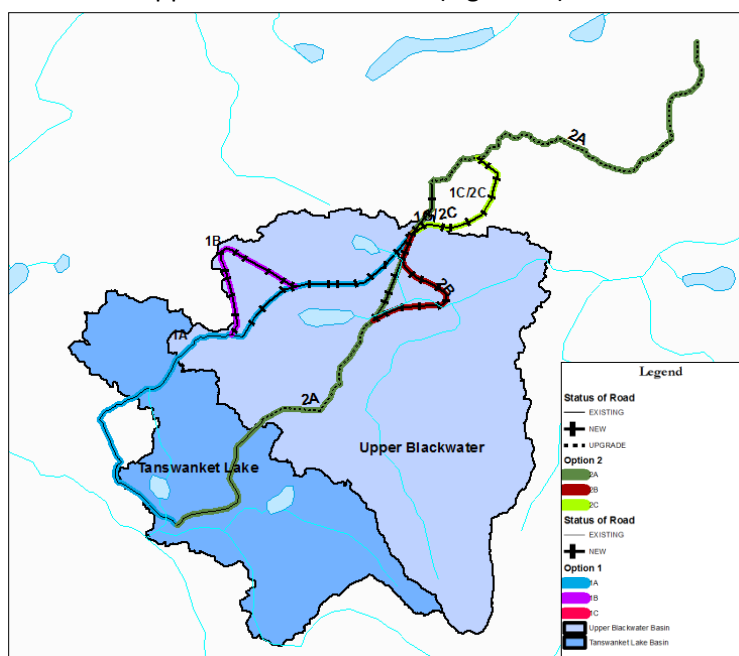 2A
1C/2C
1C/2C
1B
2B
1A
2A
Upper Blackwater
Tanswanket Lake
Legend
Status of Road
EXISTING
NEW
UPGRADE
Option 2
2A
2B
2C
Status of Road
EXISTING
NEW
Option 1
1A
1B
1C
Upper Blackwater Basin
Tanswanket Lake Basin